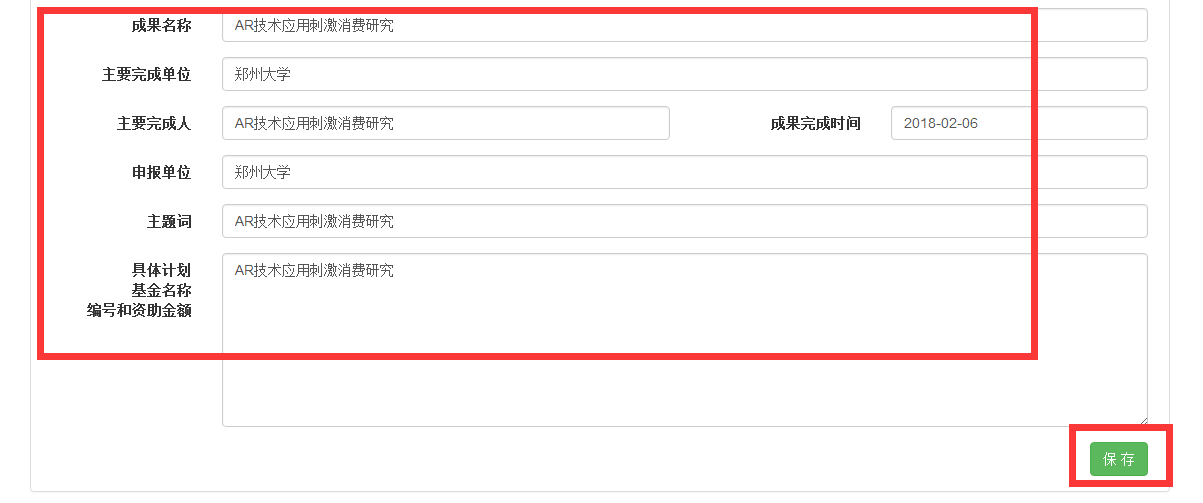 成果名称 AR技术应用刺激消费研究
主要完成单位 郑州大学
主要完成人 AR技术应用刺激消费研究 成果完成时间 2018-02-06
申报单位 郑州大学
主题词 AR技术应用刺激消费研究
具体计划 AR技术应用刺激消费研究
基金名称
编号和资助金额
保 存